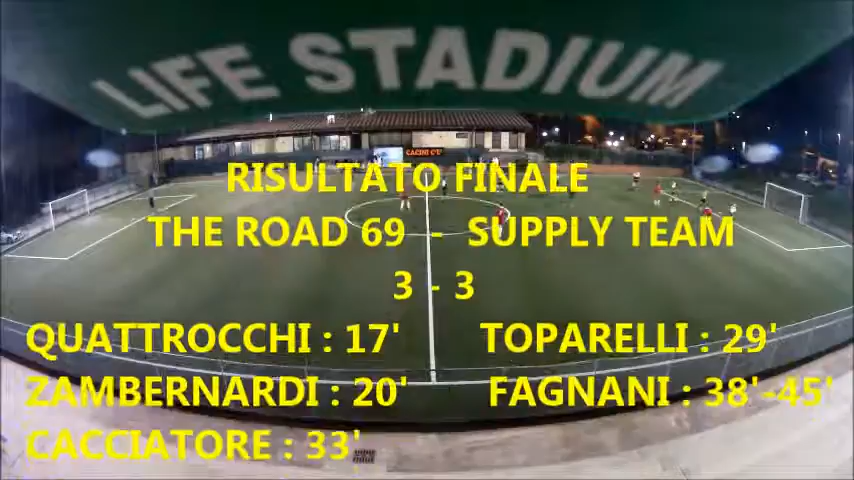 LIFE STADIUM
CACINI C'U'
RISULTATO FINALE
THE ROAD 69 - SUPPLY TEAM
3 - 3
QUATTROCCHI : 17' TOPARELLI : 29'
ZAMBERNARDI : 20' FAGNANI : 38'-45'
CACCIATORE : 33'